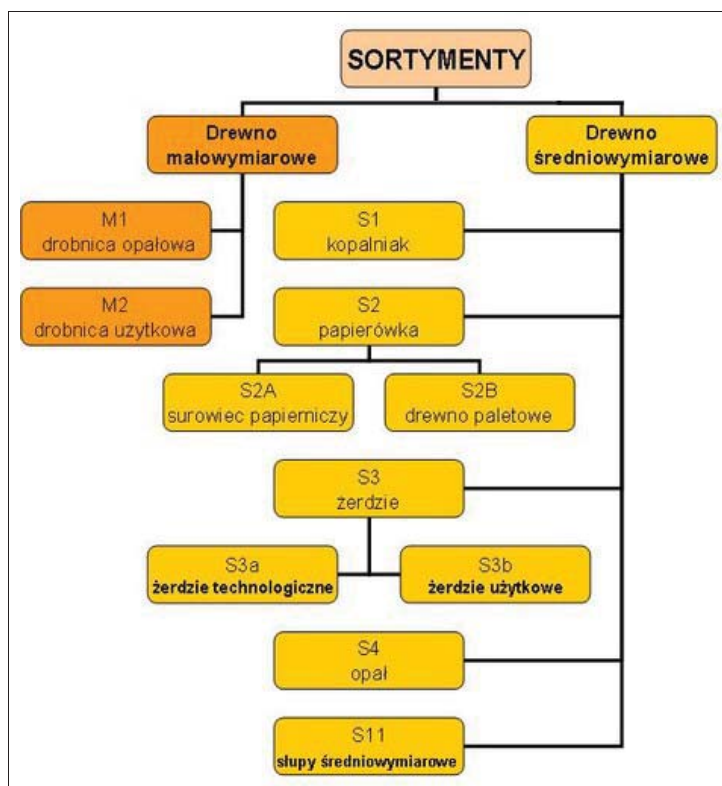 SORTYMENTY
Drewno
małowymiarowe
Drewno
średniowymiarowe
M1
drobnica opałowa
S1
kopalniak
M2
drobnica użytkowa
S2
papierówka
S2A
surowiec papierniczy
S2B
drewno paletowe
S3
żerdzie
S3a
żerdzie technologiczne
S3b
żerdzie użytkowe
S4
opał
S11
słupy średniowymiarowe